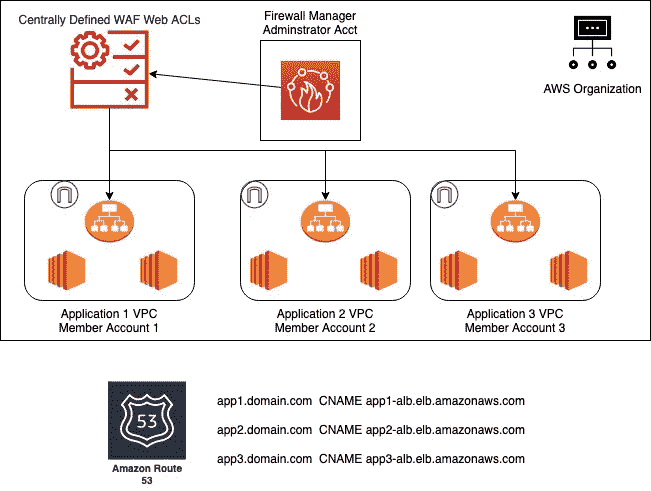 Centrally Defined WAF Web ACLs
Firewall Manager
Adminstrator Acct
AWS Organization
Application 1 VPC
Member Account 1
Application 2 VPC
Member Account 2
Application 3 VPC
Member Account 3
53
Amazon Route
53
app1.domain.com CNAME app1-alb.elb.amazonaws.com
app2.domain.com CNAME app2-alb.elb.amazonaws.com
app3.domain.com CNAME app3-alb.elb.amazonaws.com